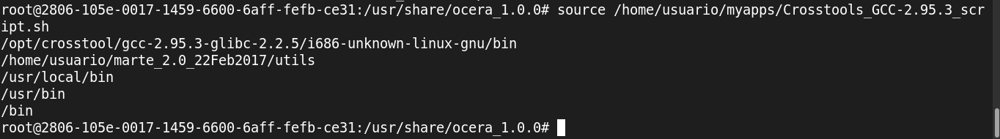 root@2806-105e-0017-1459-6600-6aff-fefb-ce31:/usr/share/ocera_1.0.0# source /home/usuario/myapps/Crosstools_GCC-2.95.3_scr
ipt.sh
/opt/crosstool/gcc-2.95.3-glibc-2.2.5/i686-unknown-linux-gnu/bin
/home/usuario/marte_2.0_22Feb2017/utils
/usr/local/bin
/usr/bin
/bin
root@2806-105e-0017-1459-6600-6aff-fefb-ce31:/usr/share/ocera_1.0.0#